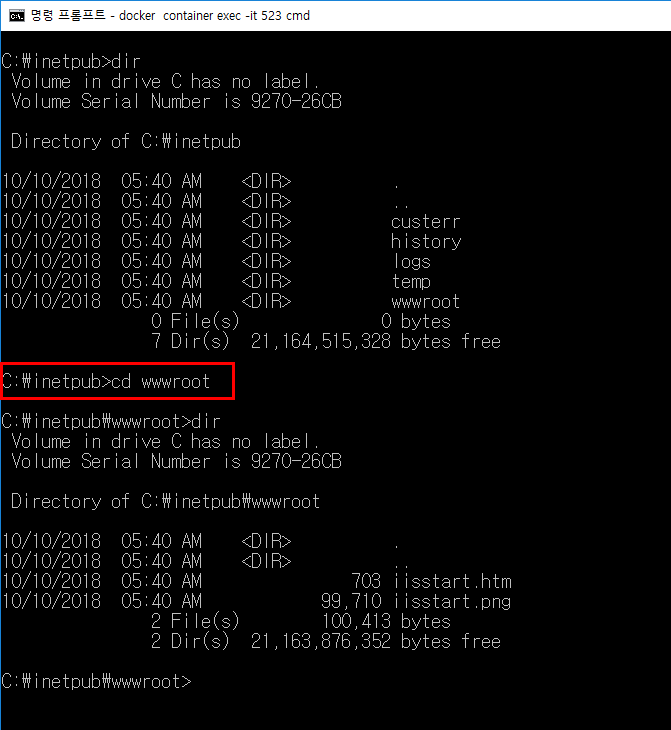 명령 프롬프트 - docker  container exec -it 523 cmd
C:₩inetpub>dir
 Volume in drive C has no label.
 Volume Serial Number is 9270-26CB
 Directory of C:₩inetpub
10/10/2018  05:40 AM    <DIR>          .
10/10/2018  05:40 AM    <DIR>          ..
10/10/2018  05:40 AM    <DIR>          custerr
10/10/2018  05:40 AM    <DIR>          history
10/10/2018  05:40 AM    <DIR>          logs
10/10/2018  05:40 AM    <DIR>          temp
10/10/2018  05:40 AM    <DIR>          wwwroot
               0 File(s)              0 bytes
               7 Dir(s)  21,164,515,328 bytes free
C:₩inetpub>cd wwwroot
C:₩inetpub₩wwwroot>dir
 Volume in drive C has no label.
 Volume Serial Number is 9270-26CB
 Directory of C:₩inetpub₩wwwroot
10/10/2018  05:40 AM    <DIR>          .
10/10/2018  05:40 AM    <DIR>          ..
10/10/2018  05:40 AM               703 iisstart.htm
10/10/2018  05:40 AM            99,710 iisstart.png
               2 File(s)        100,413 bytes
               2 Dir(s)  21,163,876,352 bytes free
C:₩inetpub₩wwwroot>